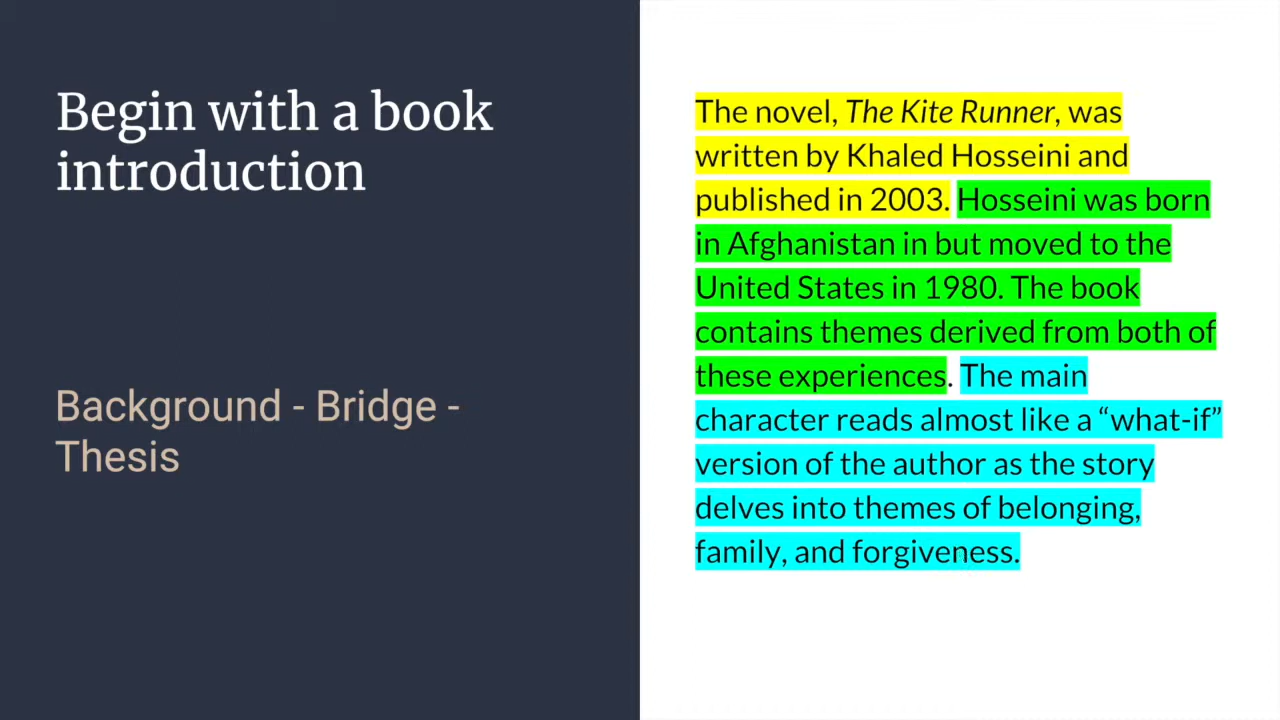 Begin with a book
introduction
Background - Bridge -
Thesis
The novel, The Kite Runner, was
written by Khaled Hosseini and
published in 2003. Hosseini was born
in Afghanistan in but moved to the
United States in 1980. The book
contains themes derived from both of
these experiences. The main
character reads almost like a “what-if”
version of the author as the story
delves into themes of belonging,
family, and forgiveness.